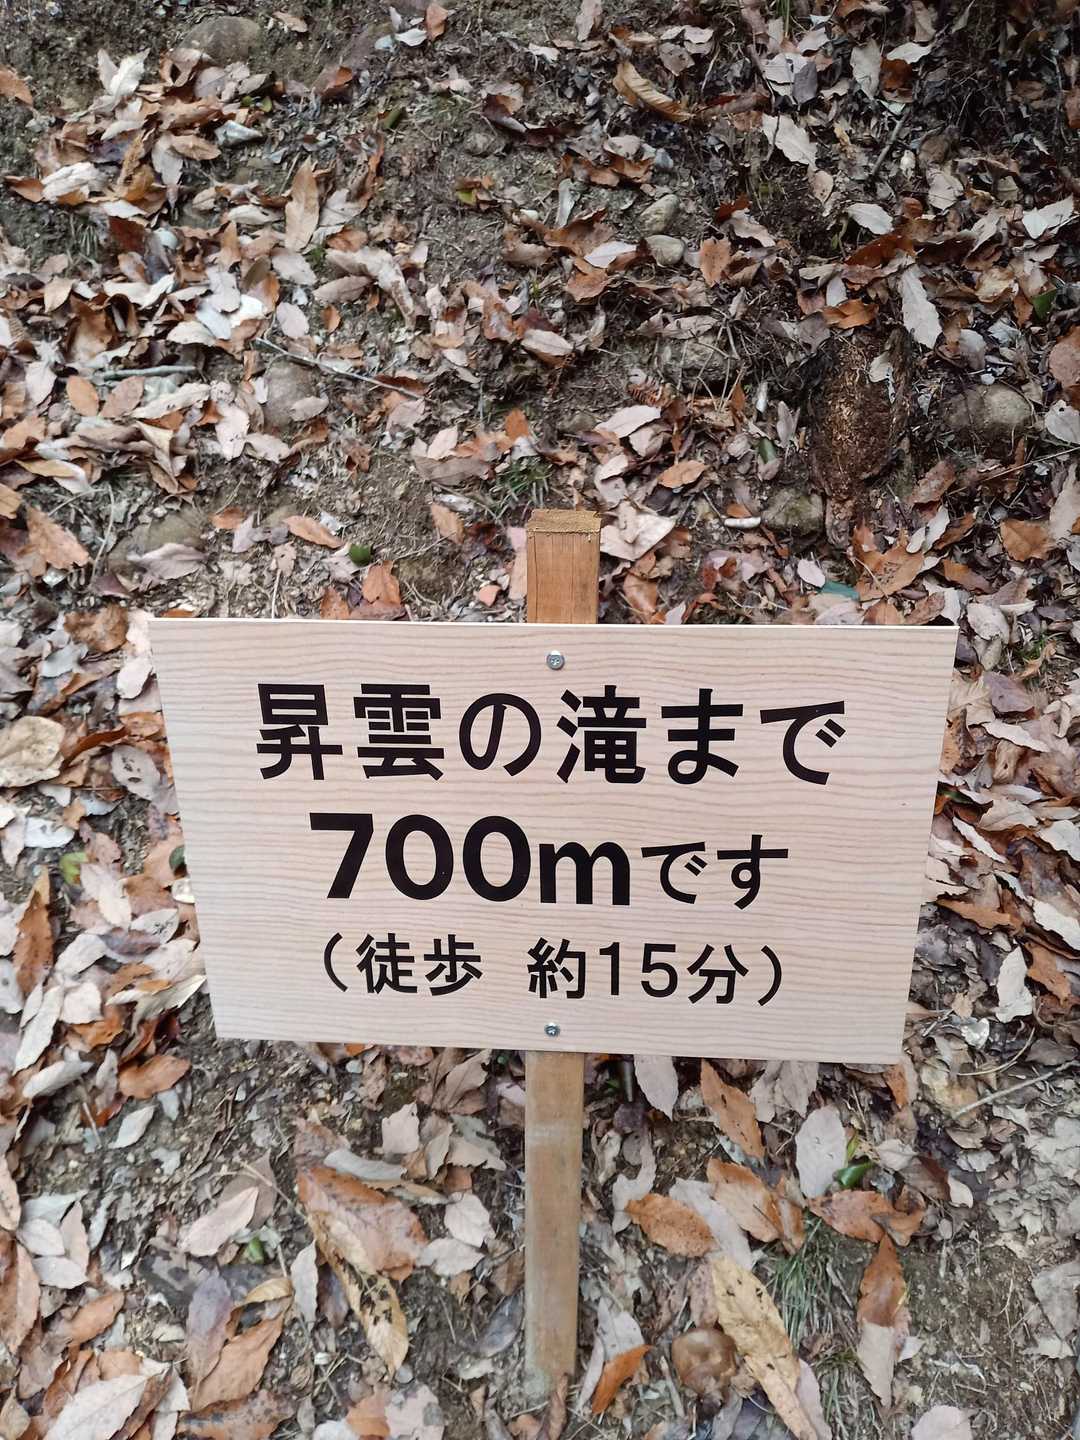 昇雲の滝まで
700mです
（徒歩　約15分）